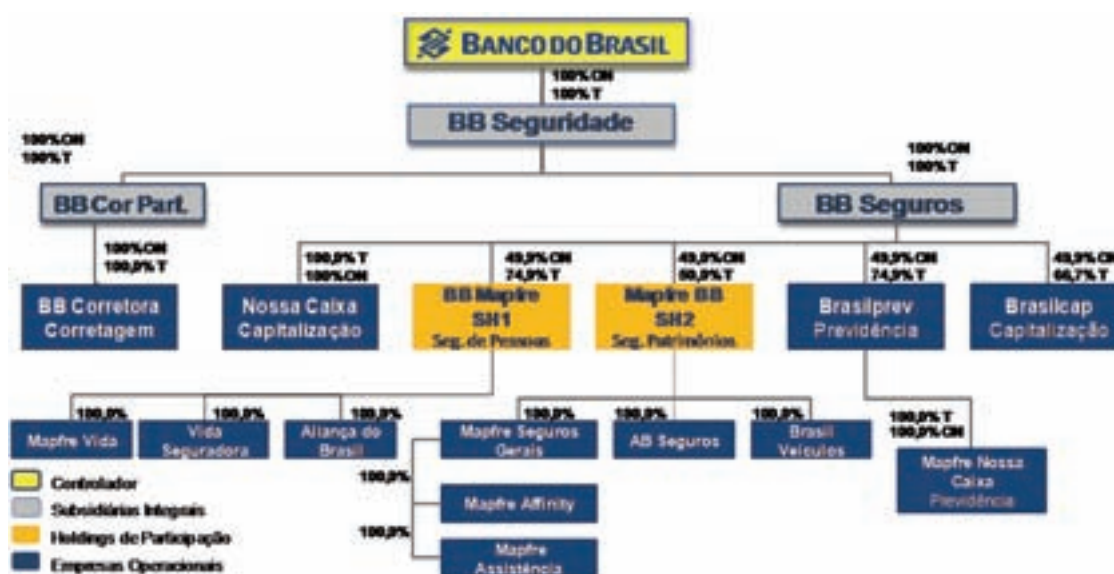 BANCO DO BRASIL
100% ON
100% T
BB Seguridade
100% ON
100% T
100% ON
100% T
BB Cor Part.
BB Seguros
100% ON
100,0% T
100,0% T
100% ON
49,9% ON
74,9% T
49,9% ON
50,0% T
49,9% ON
74,9% T
49,9% ON
66,7% T
BB Corretora
Corretagem
Nossa Caixa
Capitalização
BB Mapfre
SH1
Seg. de Pessoas
Mapfre BB
SH2
Seg. Patrimônios
Brasilprev
Previdência
Brasilcap
Capitalização
100,0%
100,0%
100,0%
100,0%
100,0%
100,0%
100,0% T
100,0% ON
Mapfre Vida
Vida
Seguradora
Aliança do
Brasil
Mapfre Seguros
Gerais
AB Seguros
Brasil
Veículos
Mapfre Nossa
Caixa
Previdência
100,0%
Mapfre Affinity
100,0%
Mapfre
Assistência
Controlador
Subsidiárias Integrais
Holdings de Participação
Empresas Operacionais